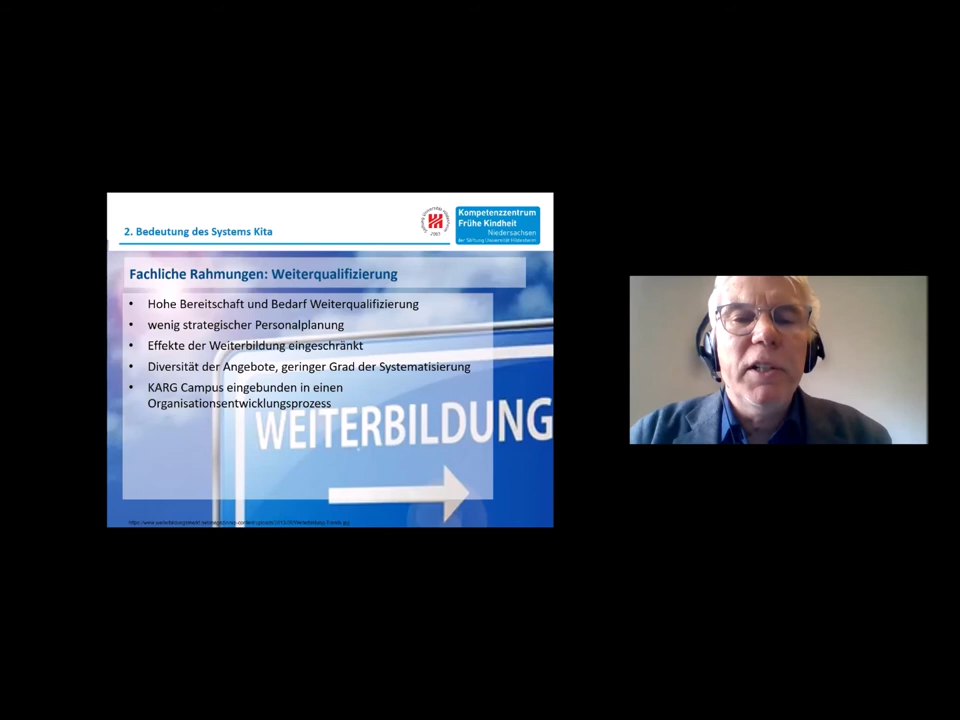 2. Bedeutung des Systems Kita
Kompetenzzentrum
Frühe Kindheit
Niedersachsen
der Stiftung Universität Hildesheim
Fachliche Rahmungen: Weiterqualifizierung
• Hohe Bereitschaft und Bedarf Weiterqualifizierung
• wenig strategischer Personalplanung
• Effekte der Weiterbildung eingeschränkt
• Diversität der Angebote, geringer Grad der Systematisierung
• KARG Campus eingebunden in einen
Organisationsentwicklungsprozess
WEITERBILDUNG